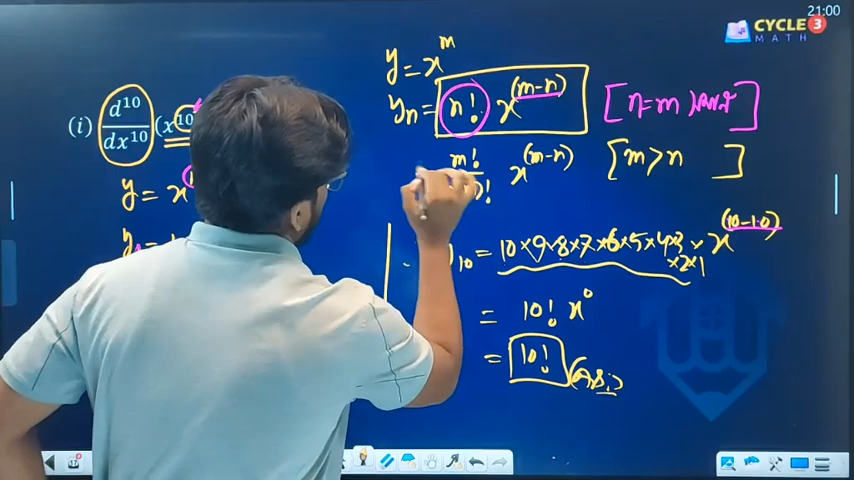 21:00
CYCLE 3
MATH
y = x^m
y_n = n! x^(m-n) [n=m
m!
n)! x^(m-n) [m>n ]
(i) d^10/dx^10 (x^10
y = x
y
10 = 10×9×8×7×6×5×4×3×2×1 × x^(10-10)
= 10! x^0
= 10! (Ans.)